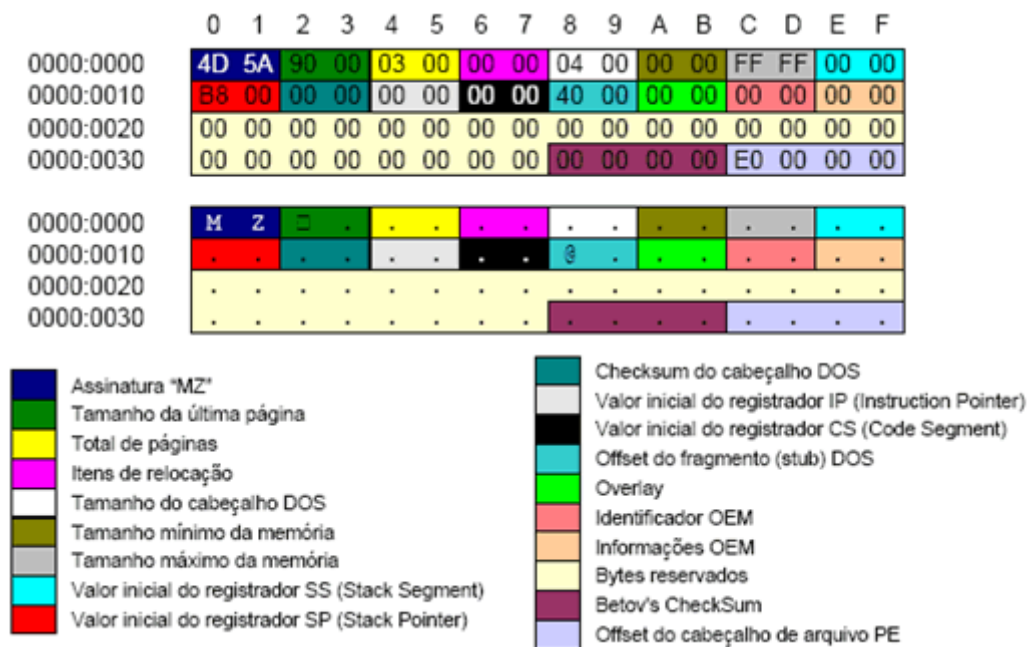 0 1 2 3 4 5 6 7 8 9 A B C D E F
0000:0000 4D 5A 90 00 03 00 00 00 04 00 00 00 FF FF 00 00
0000:0010 B8 00 00 00 00 00 00 00 40 00 00 00 00 00 00 00
0000:0020 00 00 00 00 00 00 00 00 00 00 00 00 00 00 00 00
0000:0030 00 00 00 00 00 00 00 00 00 00 00 00 E0 00 00 00
0000:0000 M Z □ . . . . . . . . . . . . .
0000:0010 . . . . . . . . @ . . . . . . .
0000:0020 . . . . . . . . . . . . . . . .
0000:0030 . . . . . . . . . . . . . . . .
Assinatura "MZ"
Tamanho da última página
Total de páginas
Itens de relocação
Tamanho do cabeçalho DOS
Tamanho mínimo da memória
Tamanho máximo da memória
Valor inicial do registrador SS (Stack Segment)
Valor inicial do registrador SP (Stack Pointer)
Checksum do cabeçalho DOS
Valor inicial do registrador IP (Instruction Pointer)
Valor inicial do registrador CS (Code Segment)
Offset do fragmento (stub) DOS
Overlay
Identificador OEM
Informações OEM
Bytes reservados
Betov's CheckSum
Offset do cabeçalho de arquivo PE